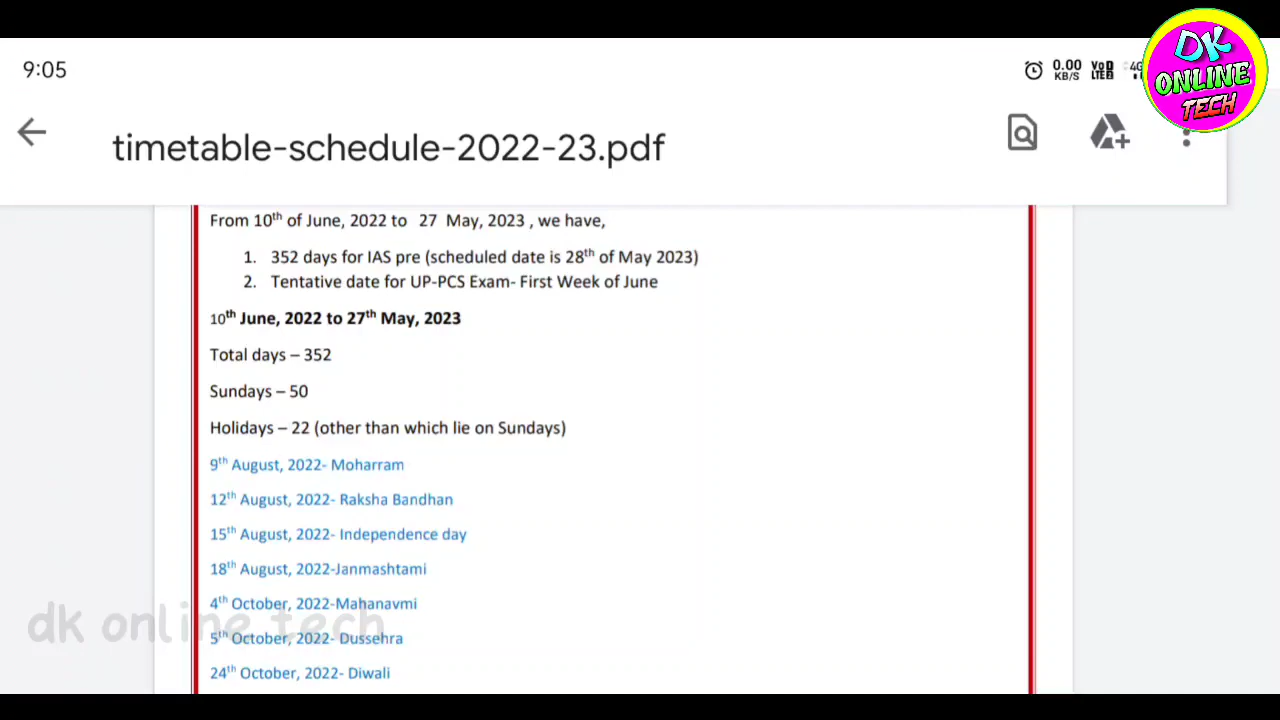 9:05
0.00
KB/S
Vo
LTE 2
4G
DK
ONLINE
TECH
timetable-schedule-2022-23.pdf
From 10th of June, 2022 to 27 May, 2023 , we have,
1. 352 days for IAS pre (scheduled date is 28th of May 2023)
2. Tentative date for UP-PCS Exam- First Week of June
10th June, 2022 to 27th May, 2023
Total days – 352
Sundays – 50
Holidays – 22 (other than which lie on Sundays)
9th August, 2022- Moharram
12th August, 2022- Raksha Bandhan
15th August, 2022- Independence day
18th August, 2022-Janmashtami
4th October, 2022-Mahanavmi
dk online tech
5th October, 2022- Dussehra
24th October, 2022- Diwali